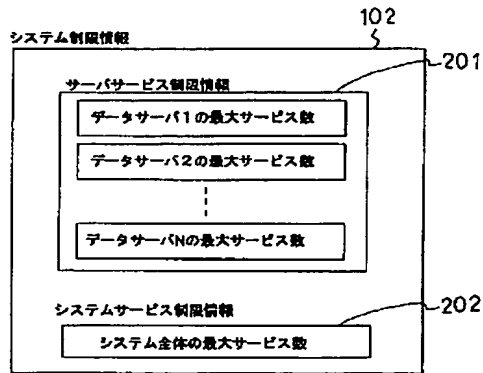 102
システム制限情報
201
サーバサービス制限情報
データサーバ1の最大サービス数
データサーバ2の最大サービス数
データサーバNの最大サービス数
システムサービス制限情報
202
システム全体の最大サービス数